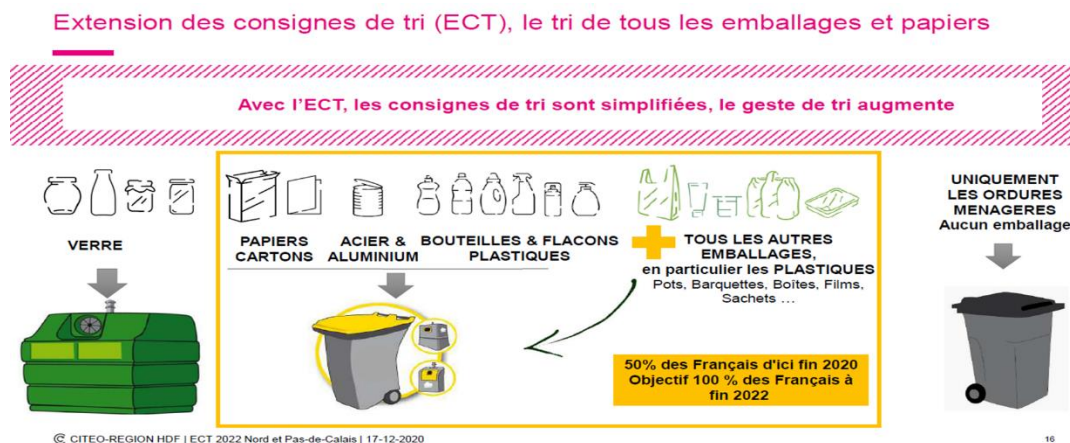 Extension des consignes de tri (ECT), le tri de tous les emballages et papiers
Avec l'ECT, les consignes de tri sont simplifiées, le geste de tri augmente
VERRE
PAPIERS
CARTONS
ACIER &
ALUMINIUM
BOUTEILLES & FLACONS
PLASTIQUES
TOUS LES AUTRES
EMBALLAGES,
en particulier les PLASTIQUES
Pots, Barquettes, Boîtes, Films,
Sachets ...
50% des Français d'ici fin 2020
Objectif 100 % des Français à
fin 2022
UNIQUEMENT
LES ORDURES
MENAGERES
Aucun emballage
© CITEO-REGION HDF | ECT 2022 Nord et Pas-de-Calais | 17-12-2020
16